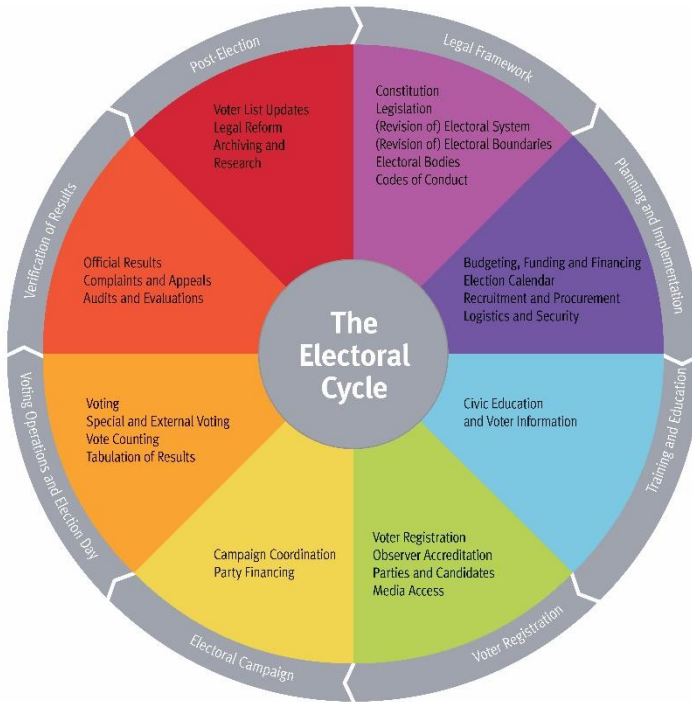 The
Electoral
Cycle
Legal Framework
Constitution
Legislation
(Revision of) Electoral System
(Revision of) Electoral Boundaries
Electoral Bodies
Codes of Conduct
Planning and Implementation
Budgeting, Funding and Financing
Election Calendar
Recruitment and Procurement
Logistics and Security
Training and Education
Civic Education
and Voter Information
Voter Registration
Voter Registration
Observer Accreditation
Parties and Candidates
Media Access
Electoral Campaign
Campaign Coordination
Party Financing
Voting Operations and Election Day
Voting
Special and External Voting
Vote Counting
Tabulation of Results
Verification of Results
Official Results
Complaints and Appeals
Audits and Evaluations
Post-Election
Voter List Updates
Legal Reform
Archiving and
Research